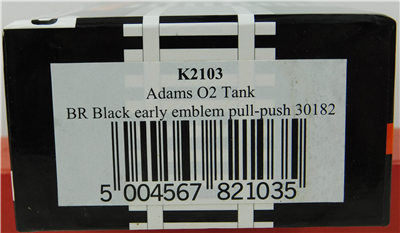 K2103
Adams O2 Tank
BR Black early emblem pull-push 30182
5 004567 821035